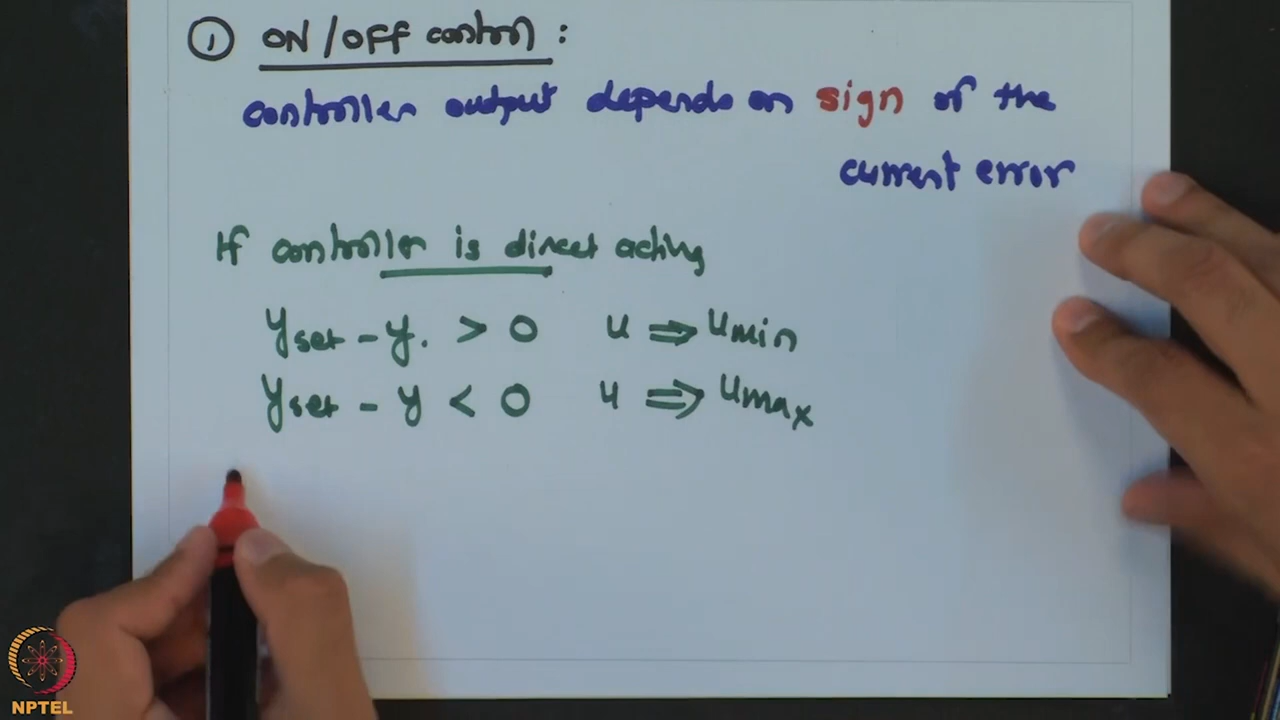 ① ON/OFF control :
controller output depends on sign of the
current error
If controller is direct acting
yset - y. > 0 u ⇒ umin
yset - y < 0 u ⇒ umax
NPTEL